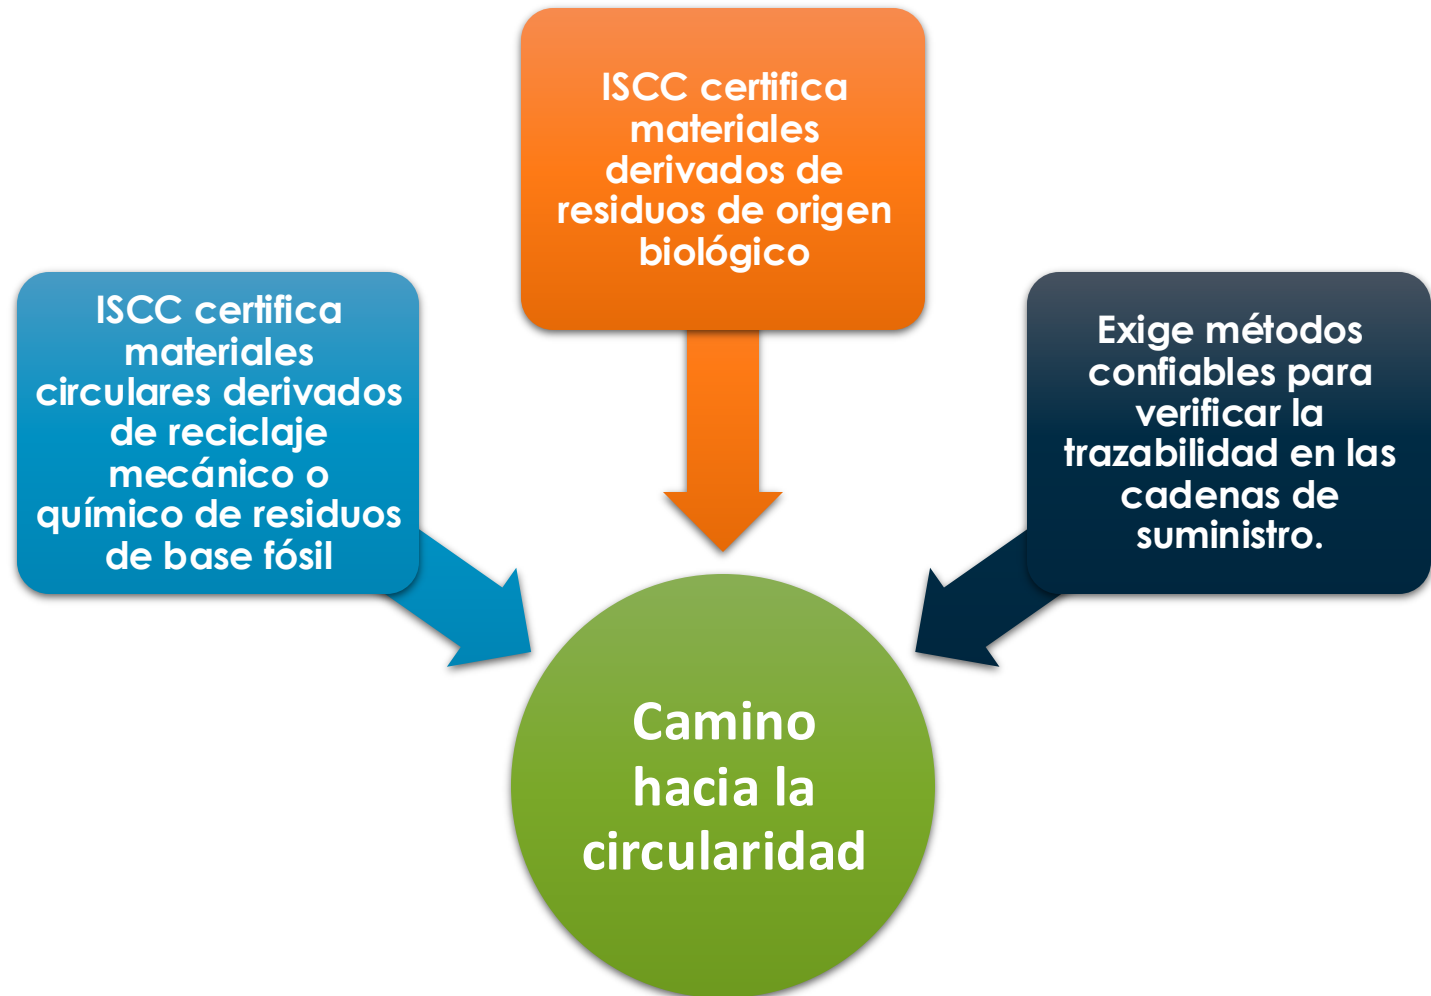 ISCC certifica
materiales
derivados de
residuos de origen
biológico
ISCC certifica
materiales
circulares derivados
de reciclaje
mecánico o
químico de residuos
de base fósil
Exige métodos
confiables para
verificar la
trazabilidad en las
cadenas de
suministro.
Camino
hacia la
circularidad